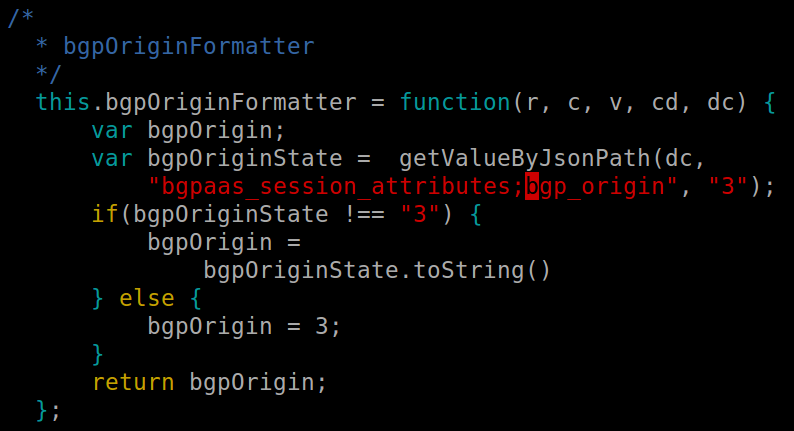 /*
  * bgpOriginFormatter
  */
  this.bgpOriginFormatter = function(r, c, v, cd, dc) {
      var bgpOrigin;
      var bgpOriginState =  getValueByJsonPath(dc,
          "bgpaas_session_attributes;bgp_origin", "3");
      if(bgpOriginState !== "3") {
          bgpOrigin =
              bgpOriginState.toString()
      } else {
          bgpOrigin = 3;
      }
      return bgpOrigin;
  };